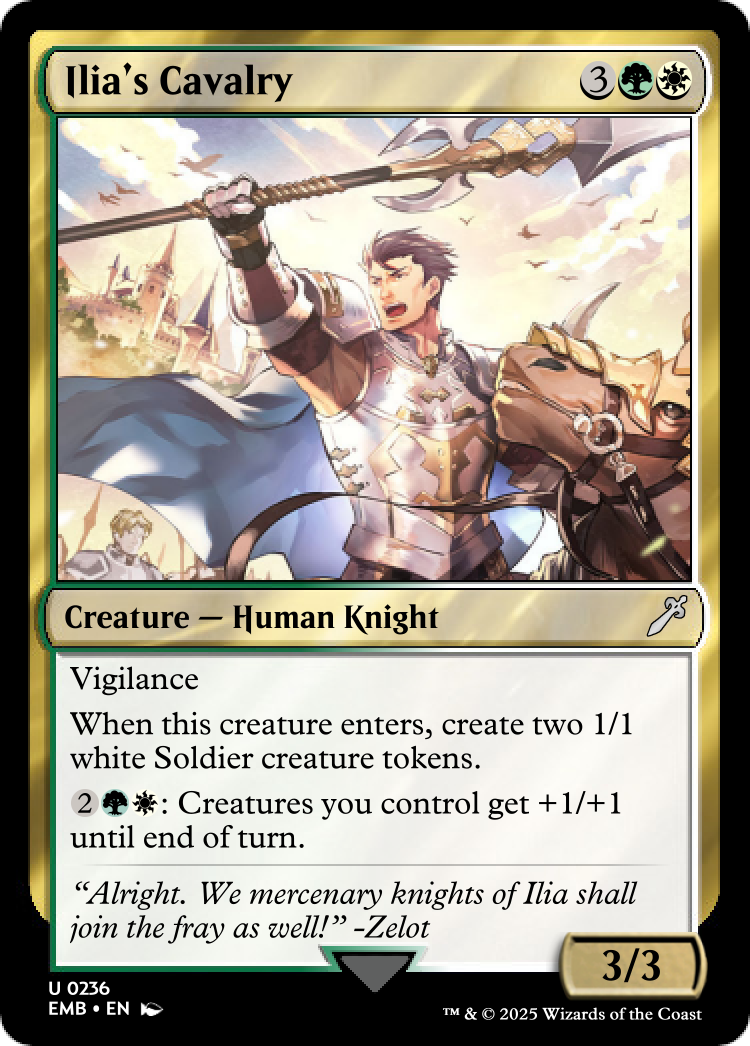 Ilia's Cavalry 3
Creature — Human Knight
Vigilance
When this creature enters, create two 1/1
white Soldier creature tokens.
2: Creatures you control get +1/+1
until end of turn.
“Alright. We mercenary knights of Ilia shall
join the fray as well!” -Zelot
3/3
U 0236
EMB • EN
™ & © 2025 Wizards of the Coast